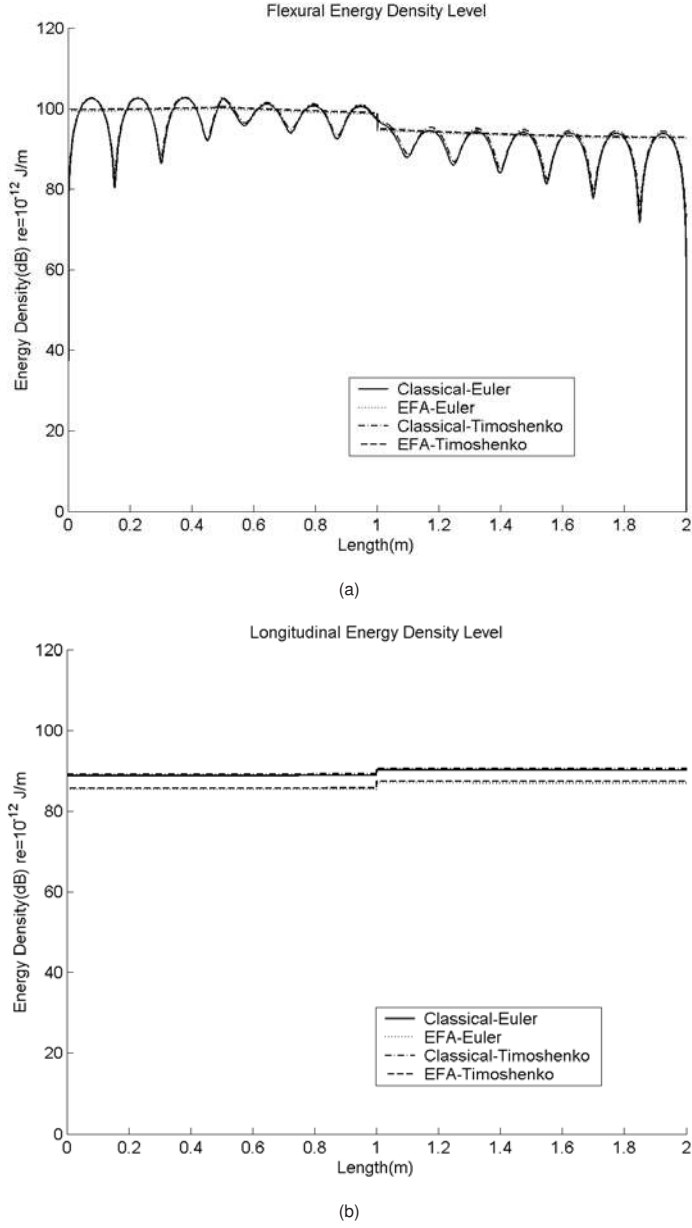 Flexural Energy Density Level
120
100
80
60
40
20
0
Energy Density(dB) re=10⁻¹² J/m
Classical-Euler
EFA-Euler
Classical-Timoshenko
EFA-Timoshenko
0 0.2 0.4 0.6 0.8 1 1.2 1.4 1.6 1.8 2
Length(m)
(a)
Longitudinal Energy Density Level
120
100
80
60
40
20
0
Energy Density(dB) re=10⁻¹² J/m
Classical-Euler
EFA-Euler
Classical-Timoshenko
EFA-Timoshenko
0 0.2 0.4 0.6 0.8 1 1.2 1.4 1.6 1.8 2
Length(m)
(b)